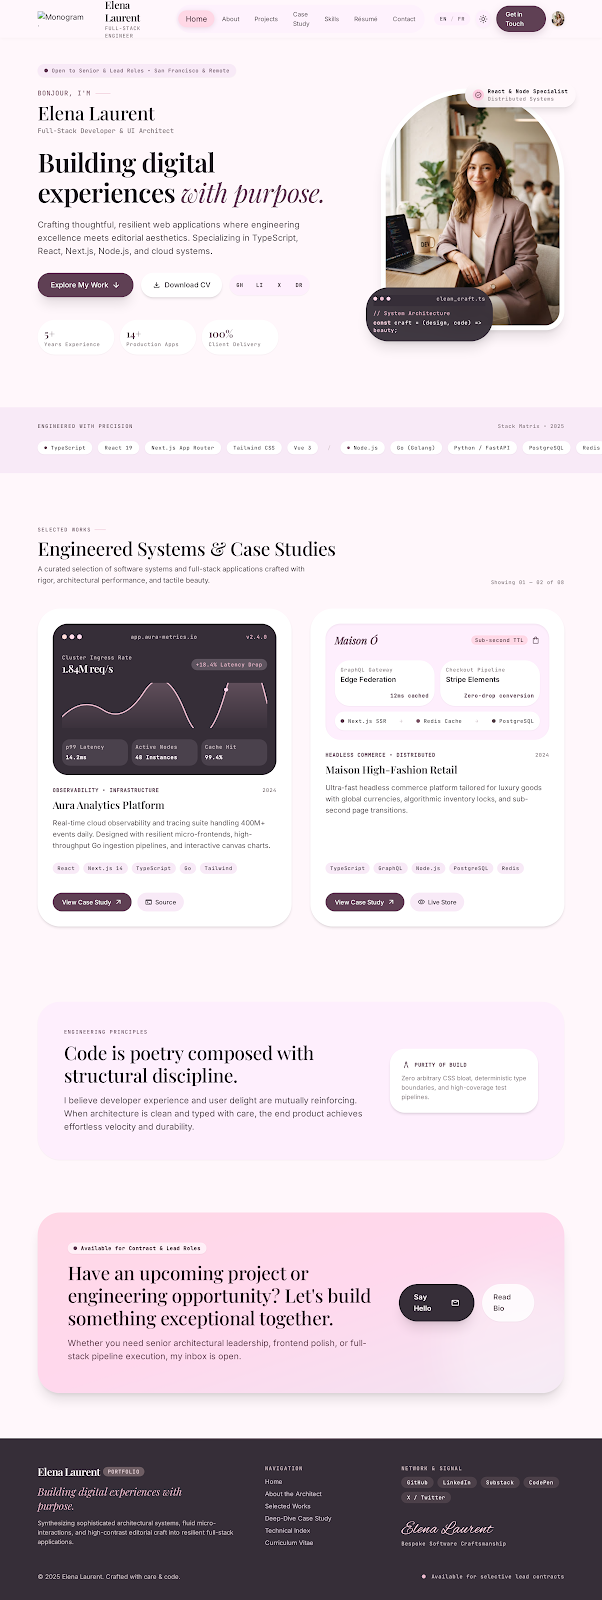 Monogram
Elena
Laurent
FULL-STACK
ENGINEER
Home
About
Projects
Case
Study
Skills
Résumé
Contact
EN / FR
Get in
Touch
Open to Senior & Lead Roles • San Francisco & Remote
BONJOUR, I'M
Elena Laurent
Full-Stack Developer & UI Architect
Building digital
experiences with purpose.
Crafting thoughtful, resilient web applications where engineering
excellence meets editorial aesthetics. Specializing in TypeScript,
React, Next.js, Node.js, and cloud systems.
Explore My Work
Download CV
GH LI X DR
5+
Years Experience
14+
Production Apps
100%
Client Delivery
React & Node Specialist
Distributed Systems
DEV
clean_craft.ts
// System Architecture
const craft = (design, code) =>
beauty;
ENGINEERED WITH PRECISION
Stack Matrix • 2025
TypeScript
React 19
Next.js App Router
Tailwind CSS
Vue 3
/
Node.js
Go (Golang)
Python / FastAPI
PostgreSQL
Redis
SELECTED WORKS
Engineered Systems & Case Studies
A curated selection of software systems and full-stack applications crafted with
rigor, architectural performance, and tactile beauty.
Showing 01 — 02 of 08
app.aura-metrics.io
v2.4.0
Cluster Ingress Rate
1.84M req/s
+18.4% Latency Drop
p99 Latency
14.2ms
Active Nodes
48 Instances
Cache Hit
99.4%
OBSERVABILITY • INFRASTRUCTURE
2024
Aura Analytics Platform
Real-time cloud observability and tracing suite handling 400M+
events daily. Designed with resilient micro-frontends, high-
throughput Go ingestion pipelines, and interactive canvas charts.
React
Next.js 14
TypeScript
Go
Tailwind
View Case Study
Source
Maison Ó
Sub-second TTL
GraphQL Gateway
Edge Federation
12ms cached
Checkout Pipeline
Stripe Elements
Zero-drop conversion
Next.js SSR
Redis Cache
PostgreSQL
HEADLESS COMMERCE • DISTRIBUTED
2024
Maison High-Fashion Retail
Ultra-fast headless commerce platform tailored for luxury goods
with global currencies, algorithmic inventory locks, and sub-
second page transitions.
TypeScript
GraphQL
Node.js
PostgreSQL
Redis
View Case Study
Live Store
ENGINEERING PRINCIPLES
Code is poetry composed with
structural discipline.
I believe developer experience and user delight are mutually reinforcing.
When architecture is clean and typed with care, the end product achieves
effortless velocity and durability.
PURITY OF BUILD
Zero arbitrary CSS bloat, deterministic type
boundaries, and high-coverage test
pipelines.
Available for Contract & Lead Roles
Have an upcoming project or
engineering opportunity? Let's build
something exceptional together.
Whether you need senior architectural leadership, frontend polish, or full-
stack pipeline execution, my inbox is open.
Say
Hello
Read
Bio
Elena Laurent PORTFOLIO
Building digital experiences with
purpose.
Synthesizing sophisticated architectural systems, fluid micro-
interactions, and high-contrast editorial craft into resilient full-stack
applications.
NAVIGATION
Home
About the Architect
Selected Works
Deep-Dive Case Study
Technical Index
Curriculum Vitae
NETWORK & SIGNAL
GitHub
LinkedIn
Substack
CodePen
X / Twitter
Elena Laurent
Bespoke Software Craftsmanship
© 2025 Elena Laurent. Crafted with care & code.
Available for selective lead contracts